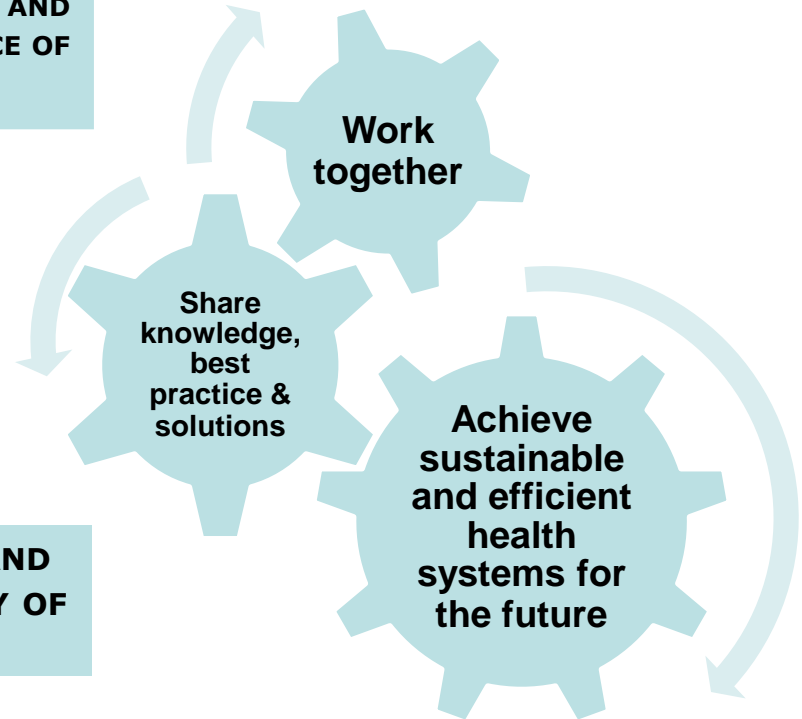 AND
CE OF
Work
together
Share
knowledge,
best
practice &
solutions
Achieve
sustainable
and efficient
health
systems for
the future
AND
Y OF